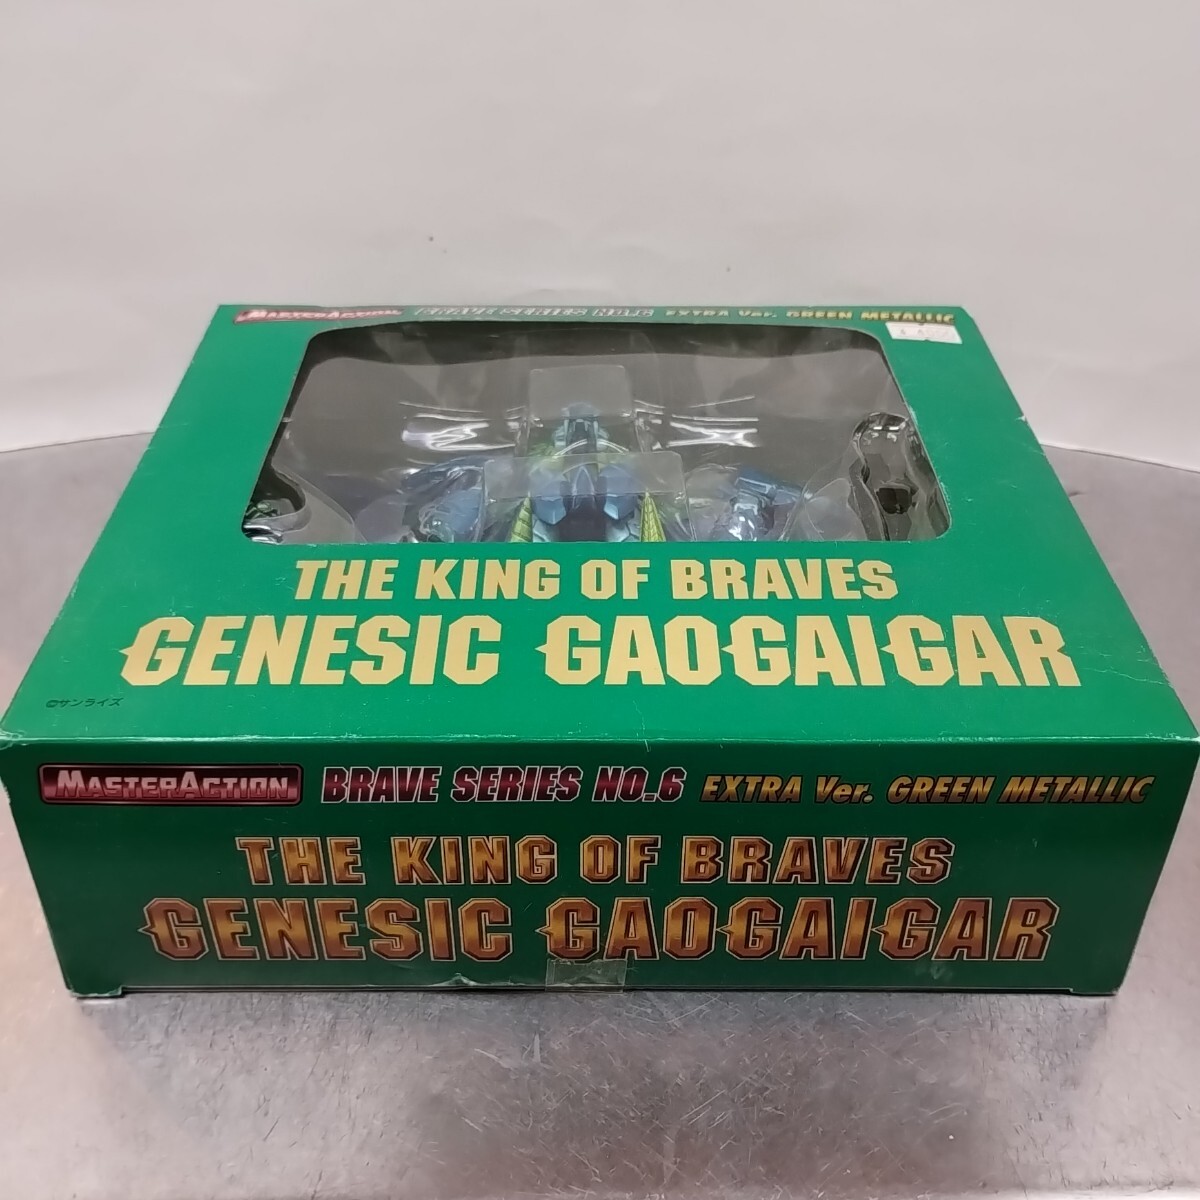 MASTERACTION BRAVE SERIES NO.6 EXTRA Ver. GREEN METALLIC
THE KING OF BRAVES
GENESIC GAOGAIGAR
©サンライズ
MASTERACTION BRAVE SERIES NO.6 EXTRA Ver. GREEN METALLIC
THE KING OF BRAVES
GENESIC GAOGAIGAR